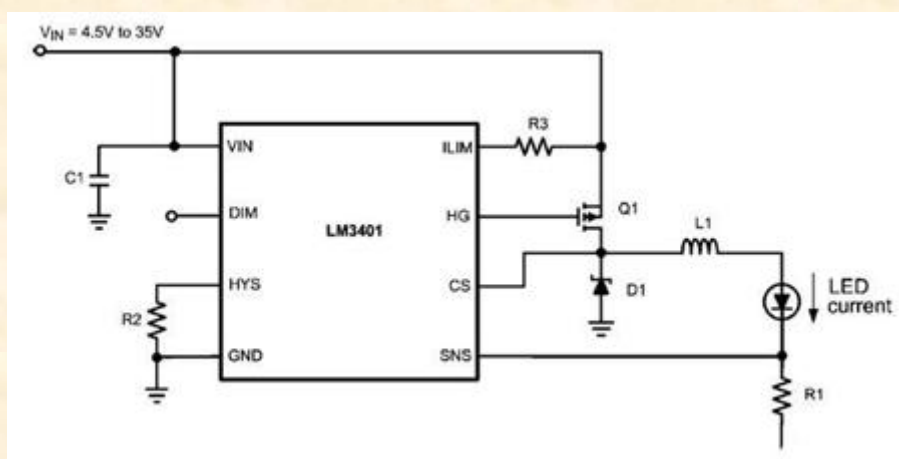 VIN = 4.5V to 35V
R3
VIN
ILIM
C1
Q1
DIM
HG
L1
LM3401
HYS
CS
D1
LED
current
R2
GND
SNS
R1